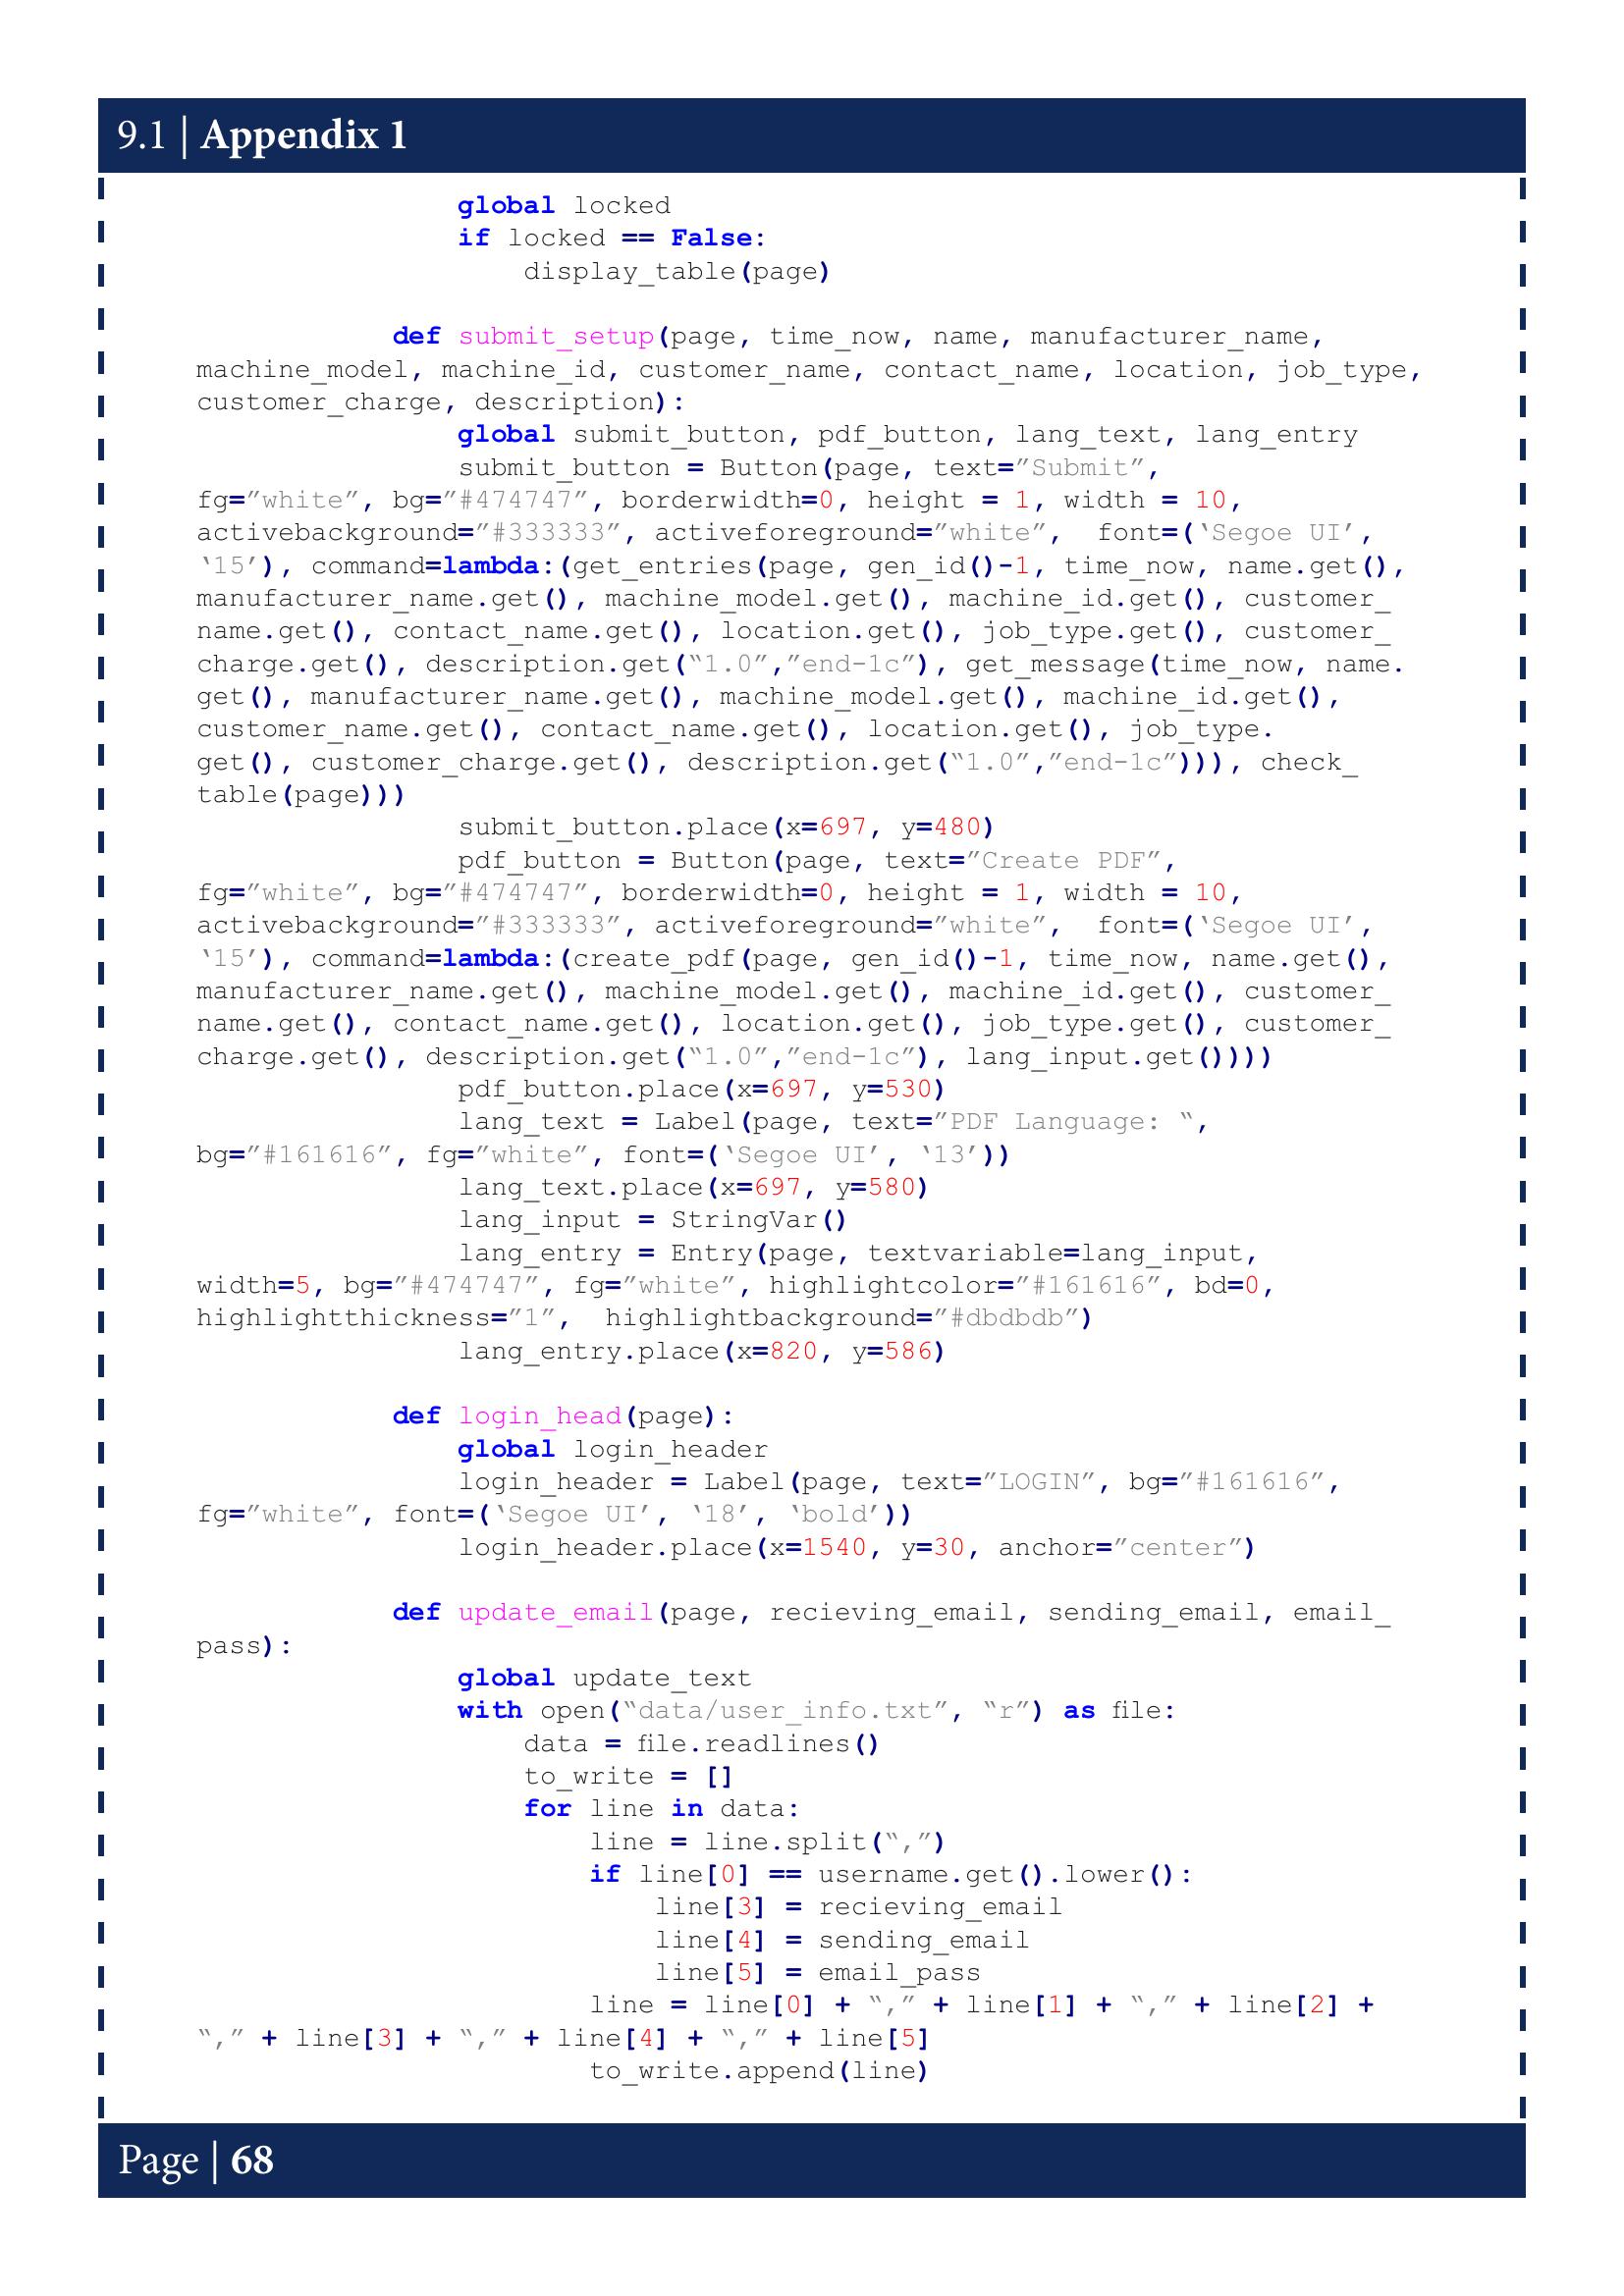 9.1 | Appendix 1
global locked
if locked == False:
display_table(page)
def submit_setup(page, time_now, name, manufacturer_name,
machine_model, machine_id, customer_name, contact_name, location, job_type,
customer_charge, description):
global submit_button, pdf_button, lang_text, lang_entry
submit_button = Button(page, text=”Submit”,
fg=”white”, bg=”#474747”, borderwidth=0, height = 1, width = 10,
activebackground=”#333333”, activeforeground=”white”,  font=(‘Segoe UI’,
‘15’), command=lambda:(get_entries(page, gen_id()-1, time_now, name.get(),
manufacturer_name.get(), machine_model.get(), machine_id.get(), customer_
name.get(), contact_name.get(), location.get(), job_type.get(), customer_
charge.get(), description.get(“1.0”,”end-1c”), get_message(time_now, name.
get(), manufacturer_name.get(), machine_model.get(), machine_id.get(),
customer_name.get(), contact_name.get(), location.get(), job_type.
get(), customer_charge.get(), description.get(“1.0”,”end-1c”))), check_
table(page)))
submit_button.place(x=697, y=480)
pdf_button = Button(page, text=”Create PDF”,
fg=”white”, bg=”#474747”, borderwidth=0, height = 1, width = 10,
activebackground=”#333333”, activeforeground=”white”,  font=(‘Segoe UI’,
‘15’), command=lambda:(create_pdf(page, gen_id()-1, time_now, name.get(),
manufacturer_name.get(), machine_model.get(), machine_id.get(), customer_
name.get(), contact_name.get(), location.get(), job_type.get(), customer_
charge.get(), description.get(“1.0”,”end-1c”), lang_input.get())))
pdf_button.place(x=697, y=530)
lang_text = Label(page, text=”PDF Language: “,
bg=”#161616”, fg=”white”, font=(‘Segoe UI’, ‘13’))
lang_text.place(x=697, y=580)
lang_input = StringVar()
lang_entry = Entry(page, textvariable=lang_input,
width=5, bg=”#474747”, fg=”white”, highlightcolor=”#161616”, bd=0,
highlightthickness=”1”,  highlightbackground=”#dbdbdb”)
lang_entry.place(x=820, y=586)
def login_head(page):
global login_header
login_header = Label(page, text=”LOGIN”, bg=”#161616”,
fg=”white”, font=(‘Segoe UI’, ‘18’, ‘bold’))
login_header.place(x=1540, y=30, anchor=”center”)
def update_email(page, recieving_email, sending_email, email_
pass):
global update_text
with open(“data/user_info.txt”, “r”) as file:
data = file.readlines()
to_write = []
for line in data:
line = line.split(“,”)
if line[0] == username.get().lower():
line[3] = recieving_email
line[4] = sending_email
line[5] = email_pass
line = line[0] + “,” + line[1] + “,” + line[2] +
“,” + line[3] + “,” + line[4] + “,” + line[5]
to_write.append(line)
Page | 68